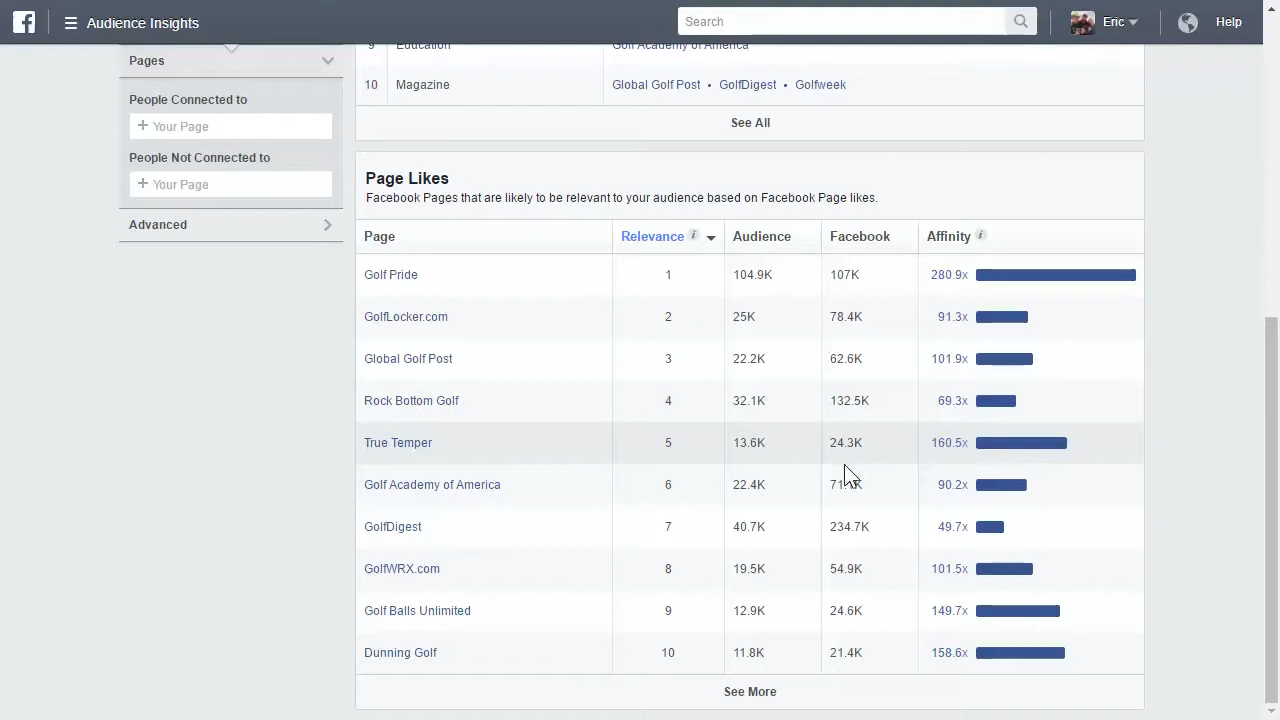 f ☰ Audience Insights Search Eric Help
Pages
People Connected to
+ Your Page
People Not Connected to
+ Your Page
Advanced
9 Education Golf Academy of America
10 Magazine Global Golf Post • GolfDigest • Golfweek
See All
Page Likes
Facebook Pages that are likely to be relevant to your audience based on Facebook Page likes.
Page Relevance i Audience Facebook Affinity i
Golf Pride 1 104.9K 107K 280.9x
GolfLocker.com 2 25K 78.4K 91.3x
Global Golf Post 3 22.2K 62.6K 101.9x
Rock Bottom Golf 4 32.1K 132.5K 69.3x
True Temper 5 13.6K 24.3K 160.5x
Golf Academy of America 6 22.4K 90.2x
GolfDigest 7 40.7K 234.7K 49.7x
GolfWRX.com 8 19.5K 54.9K 101.5x
Golf Balls Unlimited 9 12.9K 24.6K 149.7x
Dunning Golf 10 11.8K 21.4K 158.6x
See More